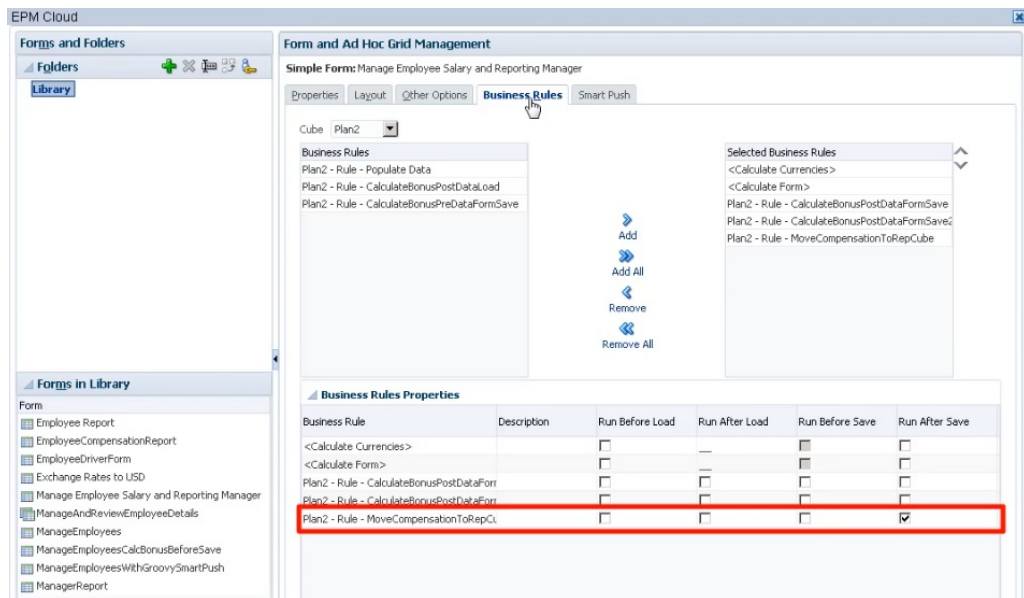 EPM Cloud
Forms and Folders
Folders
Library
Forms in Library
Form
Employee Report
EmployeeCompensationReport
EmployeeDriverForm
Exchange Rates to USD
Manage Employee Salary and Reporting Manager
ManageAndReviewEmployeeDetails
ManageEmployees
ManageEmployeesCalcBonusBeforeSave
ManageEmployeesWithGroovySmartPush
ManagerReport
Form and Ad Hoc Grid Management
Simple Form: Manage Employee Salary and Reporting Manager
Properties Layout Other Options Business Rules Smart Push
Cube Plan2
Business Rules
Plan2 - Rule - Populate Data
Plan2 - Rule - CalculateBonusPostDataLoad
Plan2 - Rule - CalculateBonusPreDataFormSave
Add
Add All
Remove
Remove All
Selected Business Rules
<Calculate Currencies>
<Calculate Form>
Plan2 - Rule - CalculateBonusPostDataFormSave
Plan2 - Rule - CalculateBonusPostDataFormSave2
Plan2 - Rule - MoveCompensationToRepCube
Business Rules Properties
Business Rule Description Run Before Load Run After Load Run Before Save Run After Save
<Calculate Currencies>
<Calculate Form>
Plan2 - Rule - CalculateBonusPostDataForr
Plan2 - Rule - CalculateBonusPostDataForr
Plan2 - Rule - MoveCompensationToRepCu